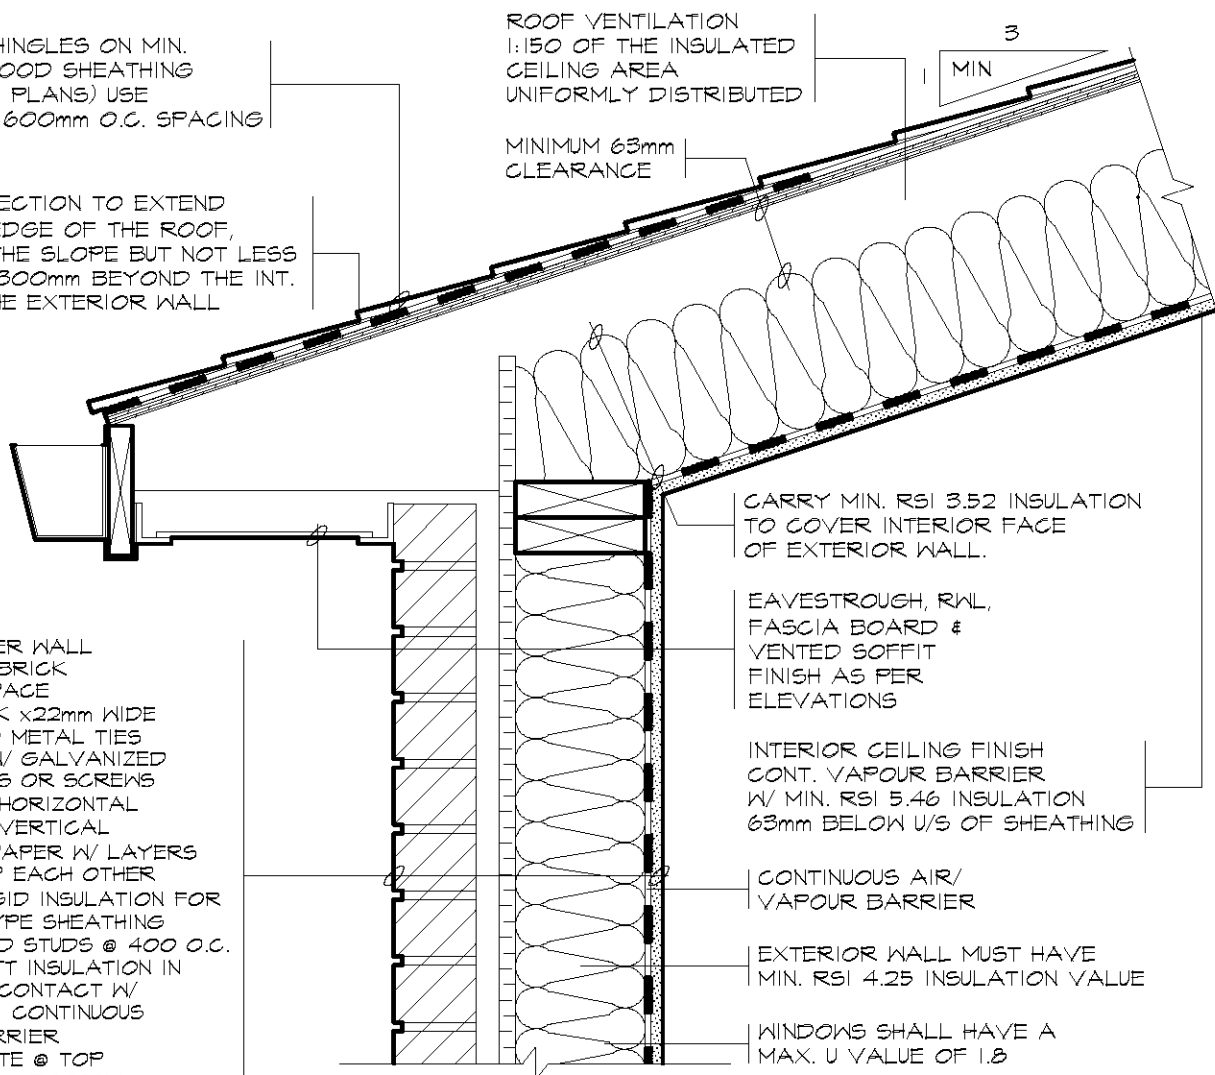 HINGLES ON MIN.
OOD SHEATHING
PLANS) USE
600mm O.C. SPACING
ECTION TO EXTEND
EDGE OF THE ROOF,
THE SLOPE BUT NOT LESS
300mm BEYOND THE INT.
HE EXTERIOR WALL
ROOF VENTILATION
1:150 OF THE INSULATED
CEILING AREA
UNIFORMLY DISTRIBUTED
MINIMUM 63mm
CLEARANCE
3
1
MIN
CARRY MIN. RSI 3.52 INSULATION
TO COVER INTERIOR FACE
OF EXTERIOR WALL.
EAVESTROUGH, RWL,
FASCIA BOARD &
VENTED SOFFIT
FINISH AS PER
ELEVATIONS
INTERIOR CEILING FINISH
CONT. VAPOUR BARRIER
W/ MIN. RSI 5.46 INSULATION
63mm BELOW U/S OF SHEATHING
CONTINUOUS AIR/
VAPOUR BARRIER
EXTERIOR WALL MUST HAVE
MIN. RSI 4.25 INSULATION VALUE
WINDOWS SHALL HAVE A
MAX. U VALUE OF 1.8
ER WALL
BRICK
PACE
K x22mm WIDE
METAL TIES
W/ GALVANIZED
S OR SCREWS
HORIZONTAL
VERTICAL
PAPER W/ LAYERS
P EACH OTHER
GID INSULATION FOR
YPE SHEATHING
D STUDS @ 400 O.C.
TT INSULATION IN
CONTACT W/
CONTINUOUS
RRIER
TE @ TOP